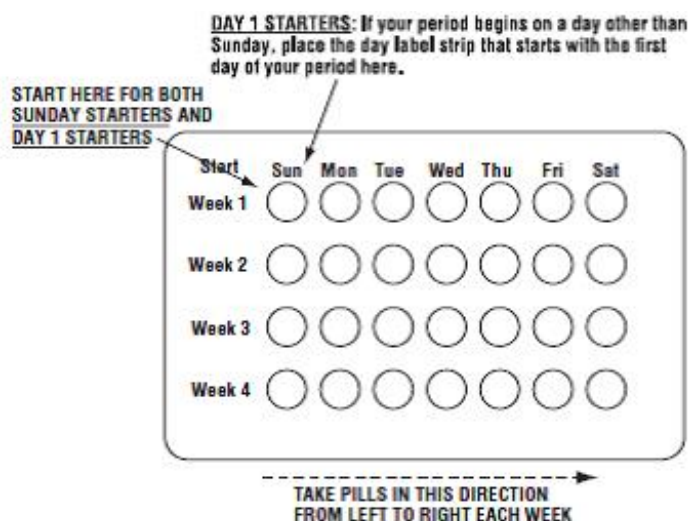 DAY 1 STARTERS: If your period begins on a day other than
Sunday, place the day label strip that starts with the first
day of your period here.
START HERE FOR BOTH
SUNDAY STARTERS AND
DAY 1 STARTERS
Start Sun Mon Tue Wed Thu Fri Sat
Week 1
Week 2
Week 3
Week 4
TAKE PILLS IN THIS DIRECTION
FROM LEFT TO RIGHT EACH WEEK